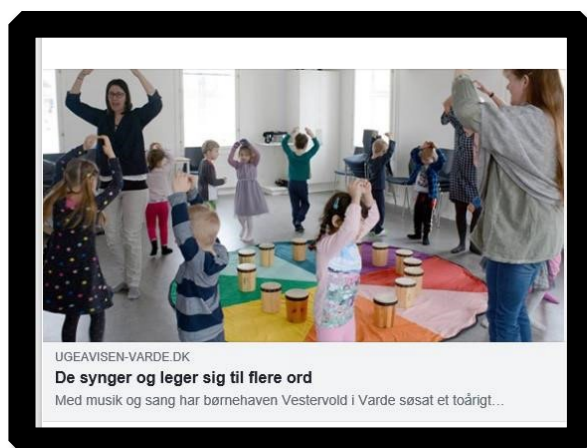 UGEAVISEN-VARDE.DK
De synger og leger sig til flere ord
Med musik og sang har børnehaven Vestervold i Varde søsat et toårigt...